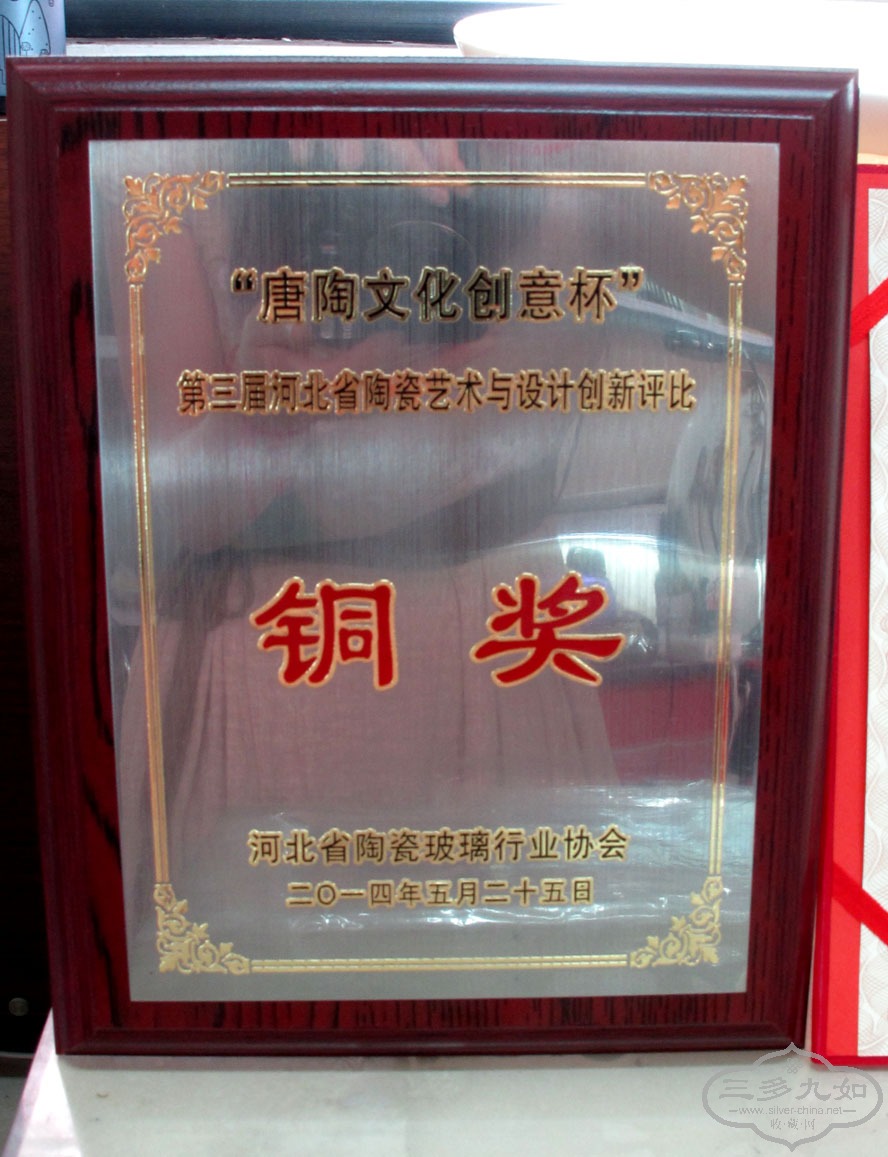 “唐陶文化创意杯”
第三届河北省陶瓷艺术与设计创新评比
铜奖
河北省陶瓷玻璃行业协会
二〇一四年五月二十五日
三多九如
www.silver-china.net
收·藏·网